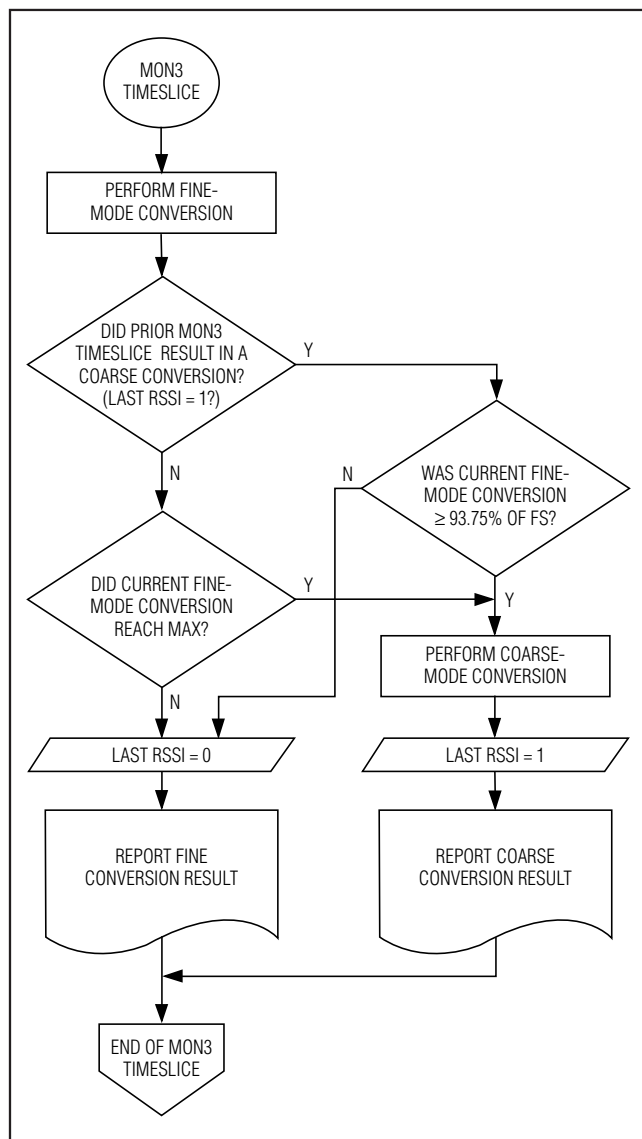 MON3
TIMESLICE
PERFORM FINE-
MODE CONVERSION
DID PRIOR MON3
TIMESLICE RESULT IN A
COARSE CONVERSION?
(LAST RSSI = 1?)
Y
N
N
WAS CURRENT FINE-
MODE CONVERSION
≥ 93.75% OF FS?
DID CURRENT FINE-
MODE CONVERSION
REACH MAX?
Y
Y
N
PERFORM COARSE-
MODE CONVERSION
LAST RSSI = 0
LAST RSSI = 1
REPORT FINE
CONVERSION RESULT
REPORT COARSE
CONVERSION RESULT
END OF MON3
TIMESLICE